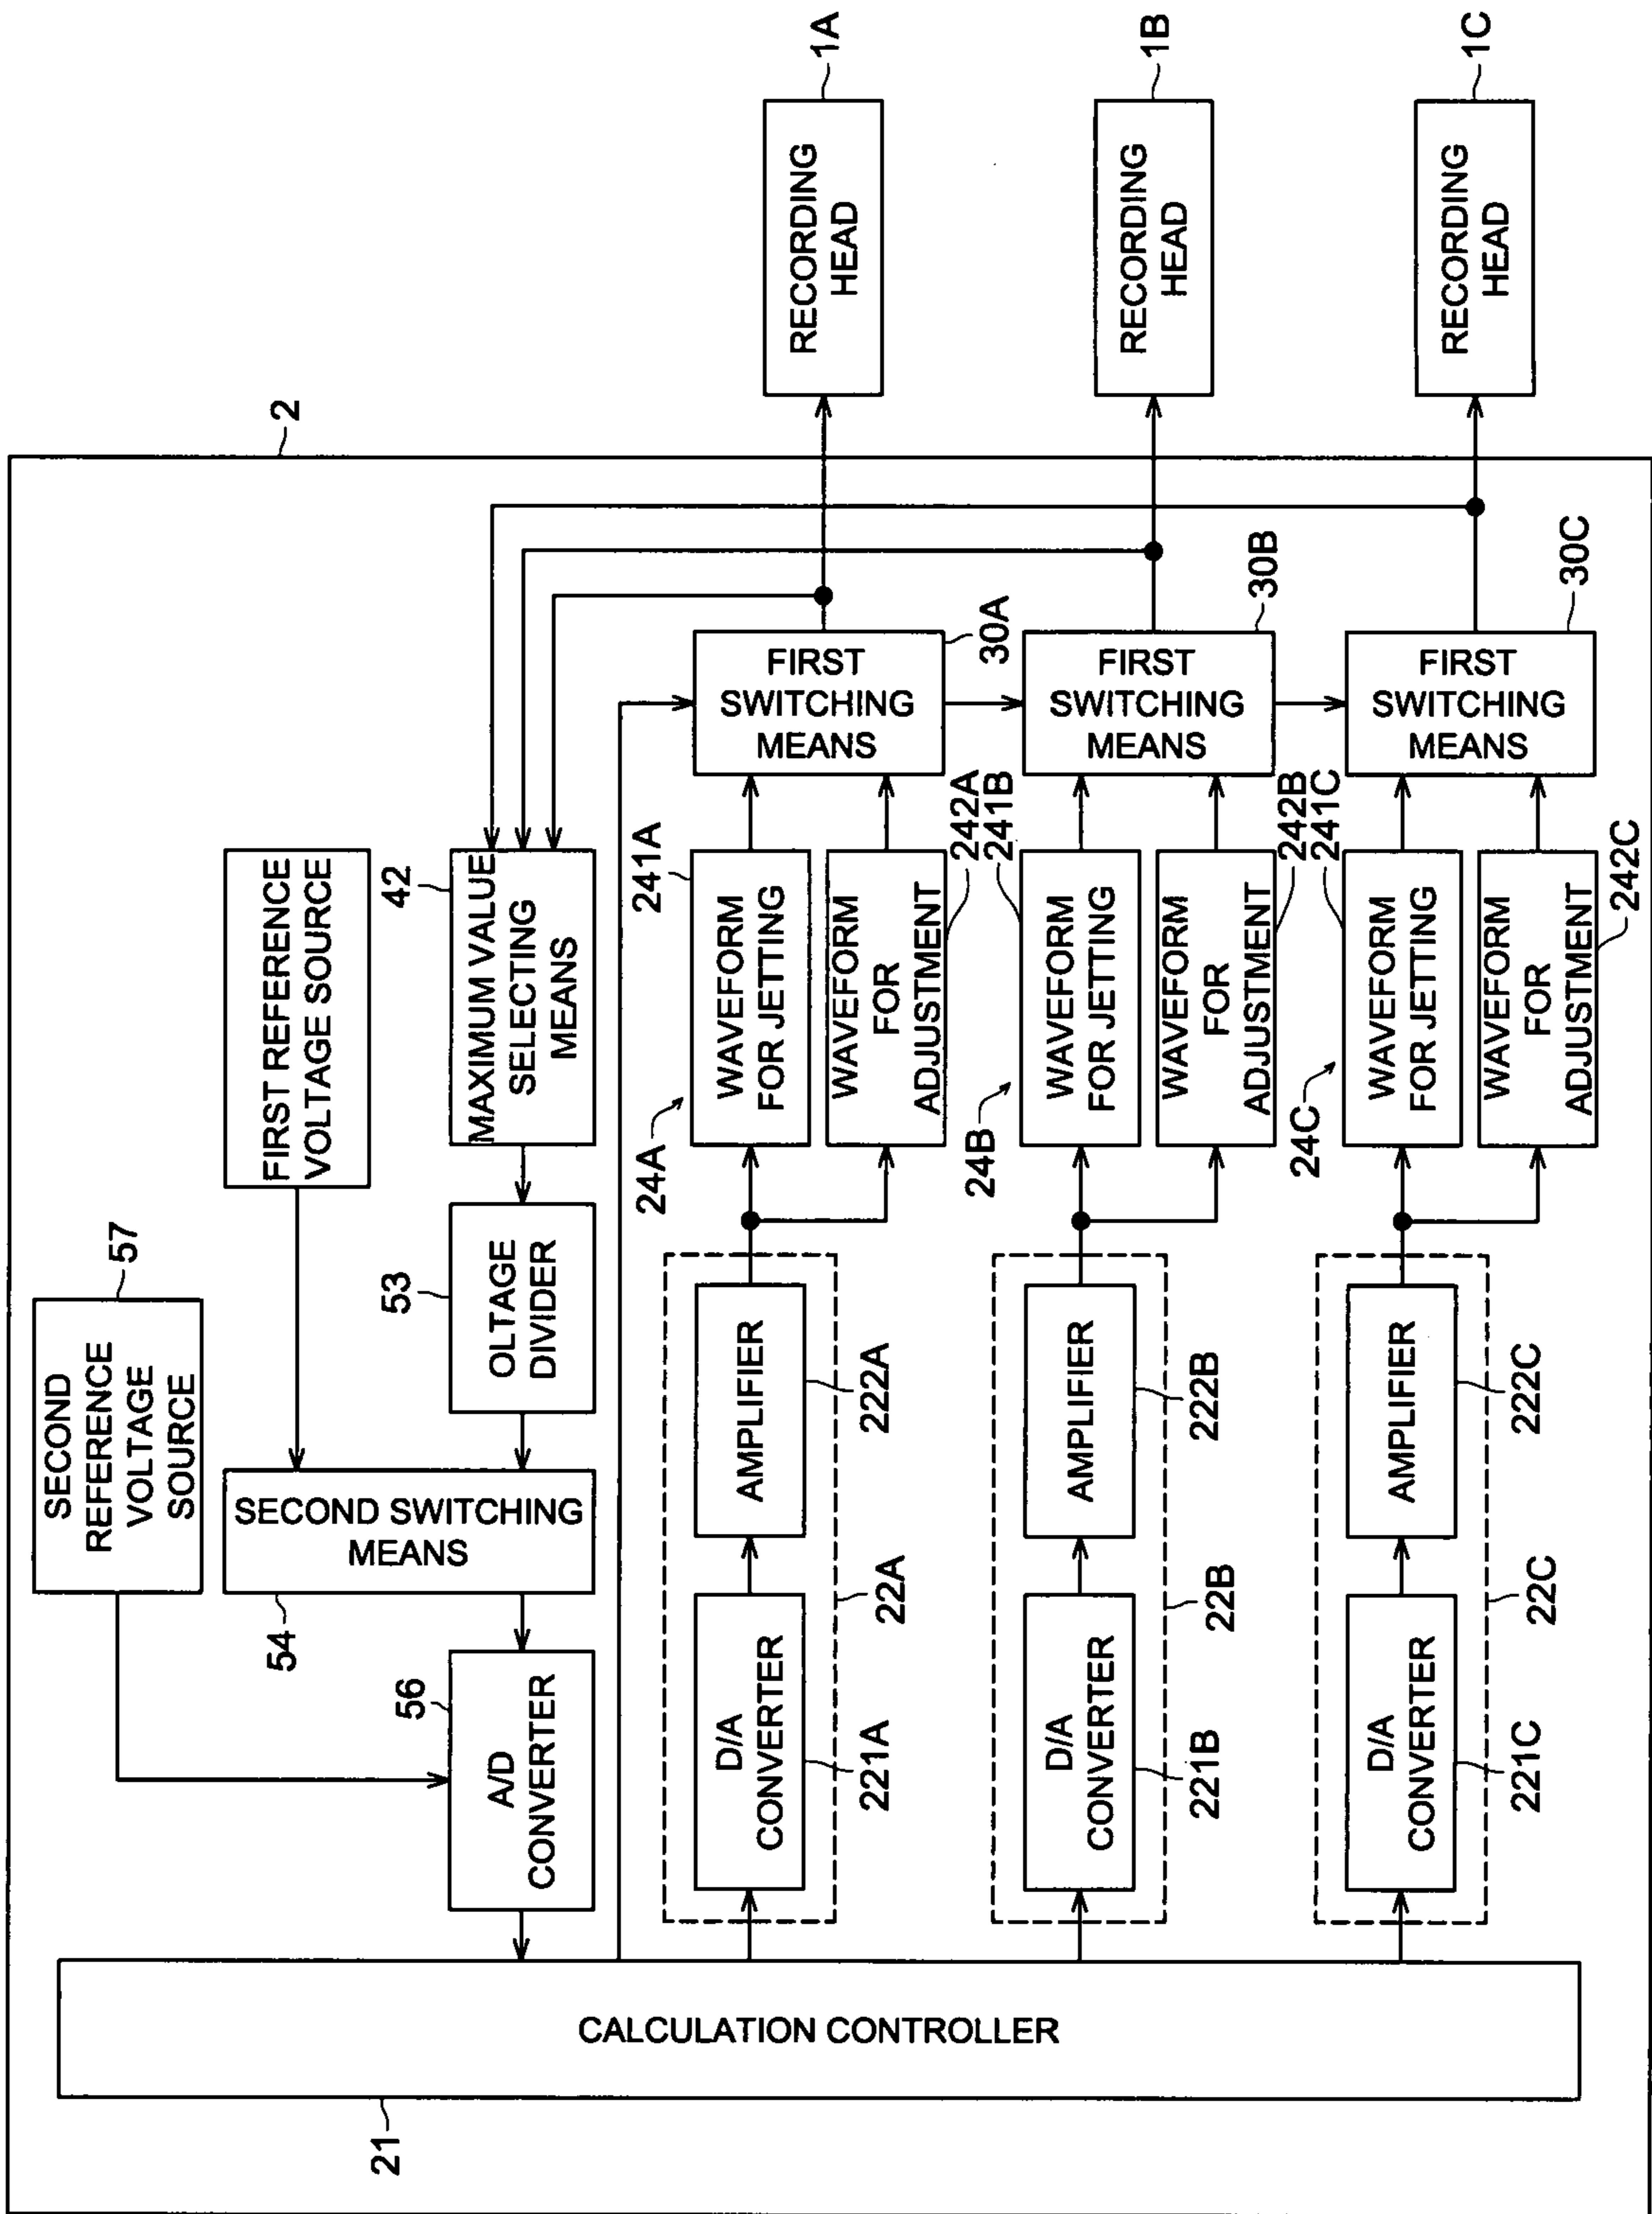 2
SECOND
REFERENCE
VOLTAGE
SOURCE
57
FIRST REFERENCE
VOLTAGE SOURCE
SECOND SWITCHING
MEANS
54
A/D
CONVERTER
56
OLTAGE
DIVIDER
53
MAXIMUM VALUE
SELECTING
MEANS
42
CALCULATION CONTROLLER
21
D/A
CONVERTER
221A
AMPLIFIER
222A
22A
24A
WAVEFORM
FOR JETTING
241A
WAVEFORM
FOR
ADJUSTMENT
242A
FIRST
SWITCHING
MEANS
30A
RECORDING
HEAD
1A
D/A
CONVERTER
221B
AMPLIFIER
222B
22B
24B
WAVEFORM
FOR JETTING
241B
WAVEFORM
FOR
ADJUSTMENT
242B
FIRST
SWITCHING
MEANS
30B
RECORDING
HEAD
1B
D/A
CONVERTER
221C
AMPLIFIER
222C
22C
24C
WAVEFORM
FOR JETTING
241C
WAVEFORM
FOR
ADJUSTMENT
242C
FIRST
SWITCHING
MEANS
30C
RECORDING
HEAD
1C